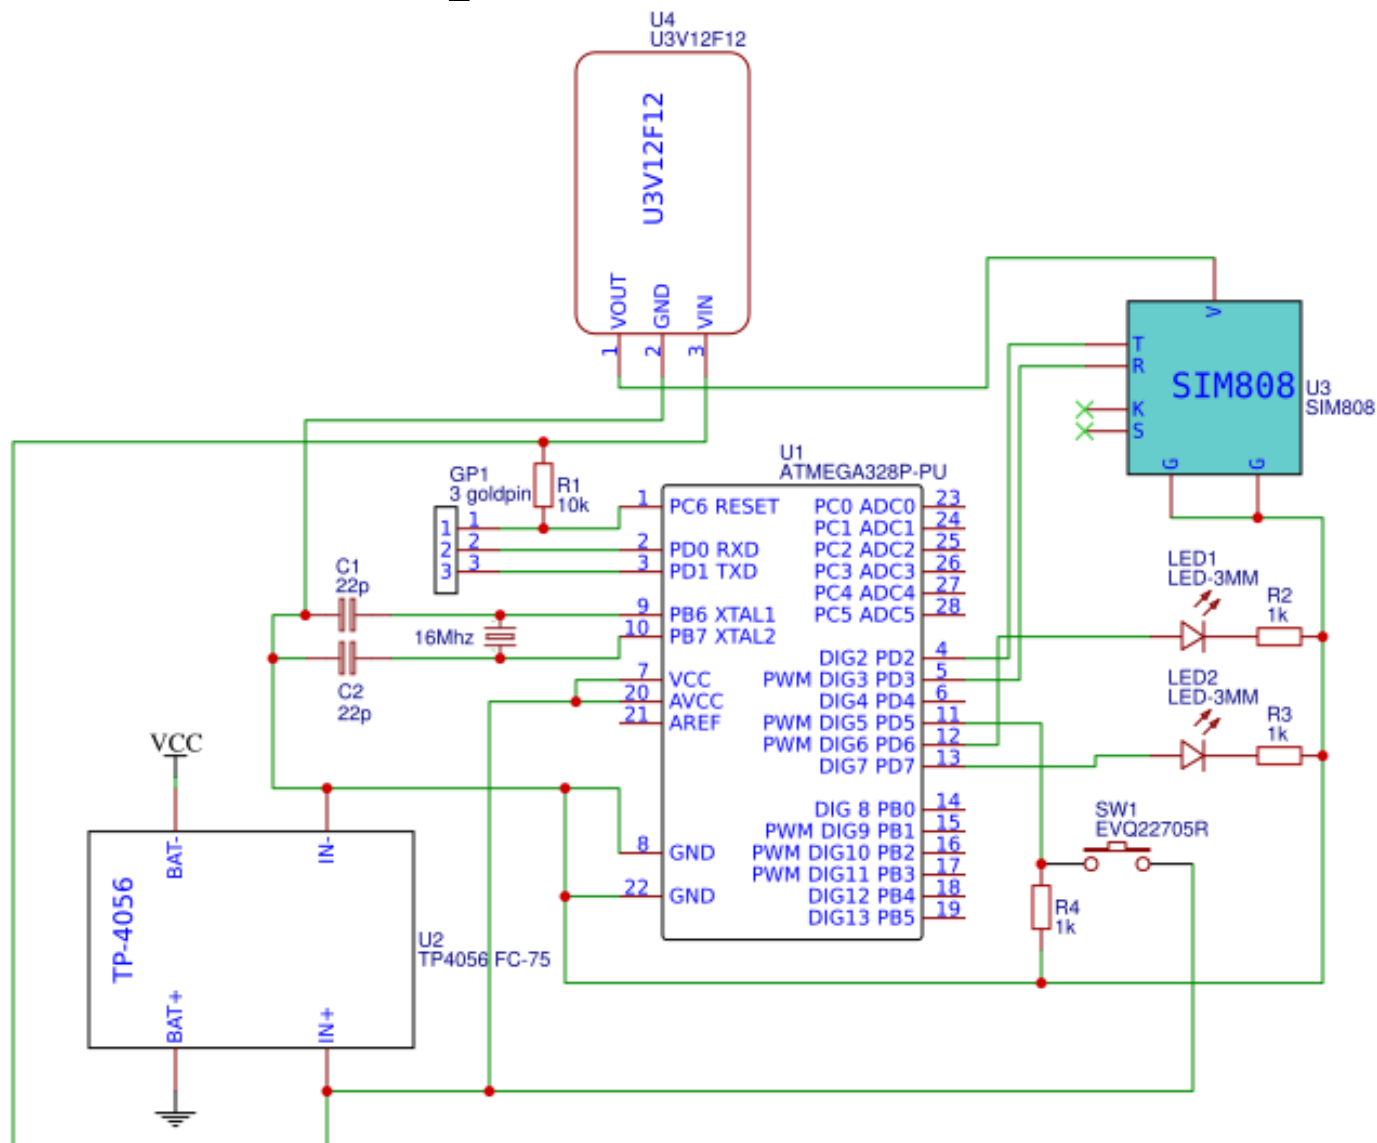 U4
U3V12F12
U3V12F12
VOUT
GND
VIN
1
2
3
V
T
R
K
S
SIM808
G
G
U3
SIM808
U1
ATMEGA328P-PU
GP1
3 goldpin
R1
10k
1
2
3
1
2
3
1
PC6 RESET
2
PD0 RXD
3
PD1 TXD
9
PB6 XTAL1
10
PB7 XTAL2
7
VCC
20
AVCC
21
AREF
8
GND
22
GND
PC0 ADC0
23
PC1 ADC1
24
PC2 ADC2
25
PC3 ADC3
26
PC4 ADC4
27
PC5 ADC5
28
DIG2 PD2
4
PWM DIG3 PD3
5
DIG4 PD4
6
PWM DIG5 PD5
11
PWM DIG6 PD6
12
DIG7 PD7
13
DIG 8 PB0
14
PWM DIG9 PB1
15
PWM DIG10 PB2
16
PWM DIG11 PB3
17
DIG12 PB4
18
DIG13 PB5
19
C1
22p
16Mhz
C2
22p
LED1
LED-3MM
R2
1k
LED2
LED-3MM
R3
1k
SW1
EVQ22705R
R4
1k
VCC
BAT-
IN-
TP-4056
BAT+
IN+
U2
TP4056 FC-75